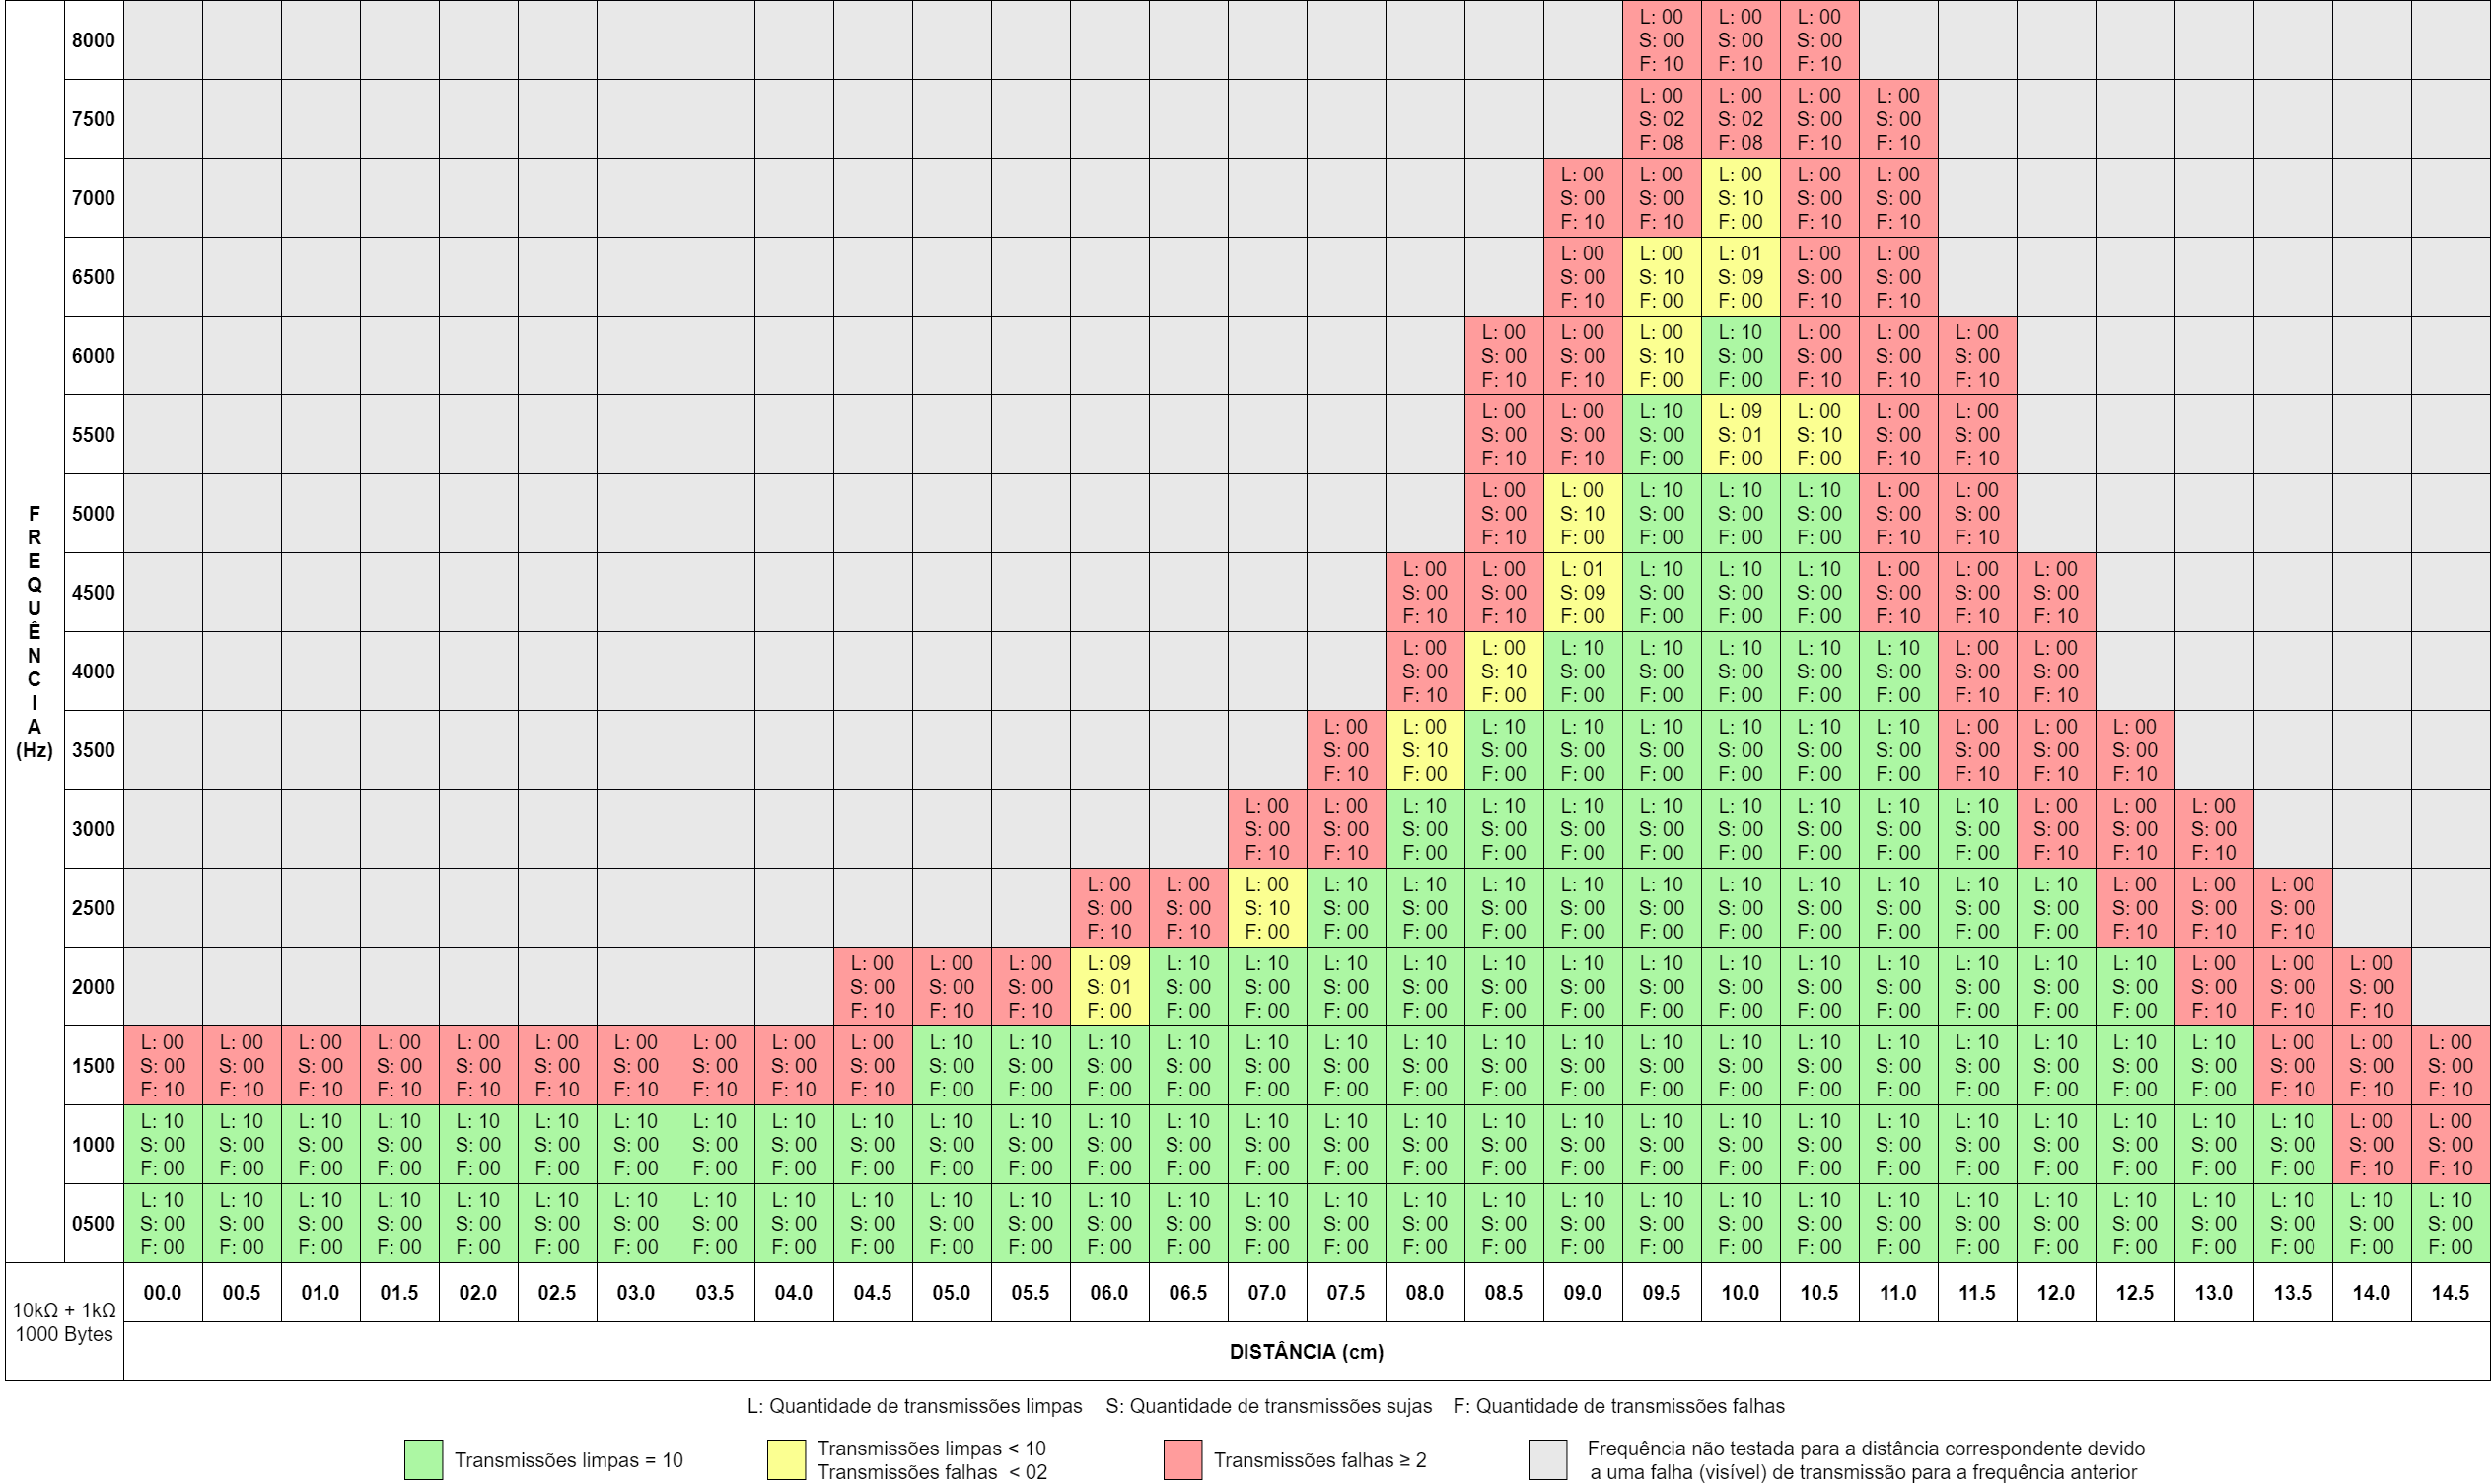 F
R
E
Q
U
Ê
N
C
I
A
(Hz)
L: 00 L: 00 L: 00
8000 S: 00 S: 00 S: 00
F: 10 F: 10 F: 10
L: 00 L: 00 L: 00 L: 00
7500 S: 02 S: 02 S: 00 S: 00
F: 08 F: 08 F: 10 F: 10
L: 00 L: 00 L: 00 L: 00 L: 00
7000 S: 00 S: 00 S: 10 S: 00 S: 00
F: 10 F: 10 F: 00 F: 10 F: 10
L: 00 L: 00 L: 01 L: 00 L: 00
6500 S: 00 S: 10 S: 09 S: 00 S: 00
F: 10 F: 00 F: 00 F: 10 F: 10
L: 00 L: 00 L: 00 L: 10 L: 00 L: 00 L: 00
6000 S: 00 S: 00 S: 10 S: 00 S: 00 S: 00 S: 00
F: 10 F: 10 F: 00 F: 00 F: 10 F: 10 F: 10
L: 00 L: 00 L: 10 L: 09 L: 00 L: 00 L: 00
5500 S: 00 S: 00 S: 00 S: 01 S: 10 S: 00 S: 00
F: 10 F: 10 F: 00 F: 00 F: 00 F: 10 F: 10
L: 00 L: 00 L: 10 L: 10 L: 10 L: 00 L: 00
5000 S: 00 S: 10 S: 00 S: 00 S: 00 S: 00 S: 00
F: 10 F: 00 F: 00 F: 00 F: 00 F: 10 F: 10
L: 00 L: 00 L: 01 L: 10 L: 10 L: 10 L: 00 L: 00 L: 00
4500 S: 00 S: 00 S: 09 S: 00 S: 00 S: 00 S: 00 S: 00 S: 00
F: 10 F: 10 F: 00 F: 00 F: 00 F: 00 F: 10 F: 10 F: 10
L: 00 L: 00 L: 10 L: 10 L: 10 L: 10 L: 10 L: 00 L: 00
4000 S: 00 S: 10 S: 00 S: 00 S: 00 S: 00 S: 00 S: 00 S: 00
F: 10 F: 00 F: 00 F: 00 F: 00 F: 00 F: 00 F: 10 F: 10
L: 00 L: 00 L: 10 L: 10 L: 10 L: 10 L: 10 L: 10 L: 00 L: 00 L: 00
3500 S: 00 S: 10 S: 00 S: 00 S: 00 S: 00 S: 00 S: 00 S: 00 S: 00 S: 00
F: 10 F: 00 F: 00 F: 00 F: 00 F: 00 F: 00 F: 00 F: 10 F: 10 F: 10
L: 00 L: 00 L: 10 L: 10 L: 10 L: 10 L: 10 L: 10 L: 10 L: 10 L: 00 L: 00 L: 00
3000 S: 00 S: 00 S: 00 S: 00 S: 00 S: 00 S: 00 S: 00 S: 00 S: 00 S: 00 S: 00 S: 00
F: 10 F: 10 F: 00 F: 00 F: 00 F: 00 F: 00 F: 00 F: 00 F: 00 F: 10 F: 10 F: 10
L: 00 L: 00 L: 00 L: 10 L: 10 L: 10 L: 10 L: 10 L: 10 L: 10 L: 10 L: 10 L: 10 L: 00 L: 00 L: 00
2500 S: 00 S: 00 S: 10 S: 00 S: 00 S: 00 S: 00 S: 00 S: 00 S: 00 S: 00 S: 00 S: 00 S: 00 S: 00 S: 00
F: 10 F: 10 F: 00 F: 00 F: 00 F: 00 F: 00 F: 00 F: 00 F: 00 F: 00 F: 00 F: 00 F: 10 F: 10 F: 10
L: 00 L: 00 L: 00 L: 09 L: 10 L: 10 L: 10 L: 10 L: 10 L: 10 L: 10 L: 10 L: 10 L: 10 L: 10 L: 10 L: 10 L: 00 L: 00 L: 00
2000 S: 00 S: 00 S: 00 S: 01 S: 00 S: 00 S: 00 S: 00 S: 00 S: 00 S: 00 S: 00 S: 00 S: 00 S: 00 S: 00 S: 00 S: 00 S: 00 S: 00
F: 10 F: 10 F: 10 F: 00 F: 00 F: 00 F: 00 F: 00 F: 00 F: 00 F: 00 F: 00 F: 00 F: 00 F: 00 F: 00 F: 00 F: 10 F: 10 F: 10
L: 00 L: 00 L: 00 L: 00 L: 00 L: 00 L: 00 L: 00 L: 00 L: 00 L: 10 L: 10 L: 10 L: 10 L: 10 L: 10 L: 10 L: 10 L: 10 L: 10 L: 10 L: 10 L: 10 L: 10 L: 10 L: 10 L: 10 L: 00 L: 00 L: 00
1500 S: 00 S: 00 S: 00 S: 00 S: 00 S: 00 S: 00 S: 00 S: 00 S: 00 S: 00 S: 00 S: 00 S: 00 S: 00 S: 00 S: 00 S: 00 S: 00 S: 00 S: 00 S: 00 S: 00 S: 00 S: 00 S: 00 S: 00 S: 00 S: 00 S: 00
F: 10 F: 10 F: 10 F: 10 F: 10 F: 10 F: 10 F: 10 F: 10 F: 10 F: 00 F: 00 F: 00 F: 00 F: 00 F: 00 F: 00 F: 00 F: 00 F: 00 F: 00 F: 00 F: 00 F: 00 F: 00 F: 00 F: 00 F: 10 F: 10 F: 10
L: 10 L: 10 L: 10 L: 10 L: 10 L: 10 L: 10 L: 10 L: 10 L: 10 L: 10 L: 10 L: 10 L: 10 L: 10 L: 10 L: 10 L: 10 L: 10 L: 10 L: 10 L: 10 L: 10 L: 10 L: 10 L: 10 L: 10 L: 10 L: 00 L: 00
1000 S: 00 S: 00 S: 00 S: 00 S: 00 S: 00 S: 00 S: 00 S: 00 S: 00 S: 00 S: 00 S: 00 S: 00 S: 00 S: 00 S: 00 S: 00 S: 00 S: 00 S: 00 S: 00 S: 00 S: 00 S: 00 S: 00 S: 00 S: 00 S: 00 S: 00
F: 00 F: 00 F: 00 F: 00 F: 00 F: 00 F: 00 F: 00 F: 00 F: 00 F: 00 F: 00 F: 00 F: 00 F: 00 F: 00 F: 00 F: 00 F: 00 F: 00 F: 00 F: 00 F: 00 F: 00 F: 00 F: 00 F: 00 F: 00 F: 10 F: 10
L: 10 L: 10 L: 10 L: 10 L: 10 L: 10 L: 10 L: 10 L: 10 L: 10 L: 10 L: 10 L: 10 L: 10 L: 10 L: 10 L: 10 L: 10 L: 10 L: 10 L: 10 L: 10 L: 10 L: 10 L: 10 L: 10 L: 10 L: 10 L: 10 L: 10
0500 S: 00 S: 00 S: 00 S: 00 S: 00 S: 00 S: 00 S: 00 S: 00 S: 00 S: 00 S: 00 S: 00 S: 00 S: 00 S: 00 S: 00 S: 00 S: 00 S: 00 S: 00 S: 00 S: 00 S: 00 S: 00 S: 00 S: 00 S: 00 S: 00 S: 00
F: 00 F: 00 F: 00 F: 00 F: 00 F: 00 F: 00 F: 00 F: 00 F: 00 F: 00 F: 00 F: 00 F: 00 F: 00 F: 00 F: 00 F: 00 F: 00 F: 00 F: 00 F: 00 F: 00 F: 00 F: 00 F: 00 F: 00 F: 00 F: 00 F: 00
00.0 00.5 01.0 01.5 02.0 02.5 03.0 03.5 04.0 04.5 05.0 05.5 06.0 06.5 07.0 07.5 08.0 08.5 09.0 09.5 10.0 10.5 11.0 11.5 12.0 12.5 13.0 13.5 14.0 14.5
10kΩ + 1kΩ
1000 Bytes
DISTÂNCIA (cm)
L: Quantidade de transmissões limpas S: Quantidade de transmissões sujas F: Quantidade de transmissões falhas
Transmissões limpas = 10
Transmissões limpas < 10
Transmissões falhas < 02
Transmissões falhas ≥ 2
Frequência não testada para a distância correspondente devido
a uma falha (visível) de transmissão para a frequência anterior